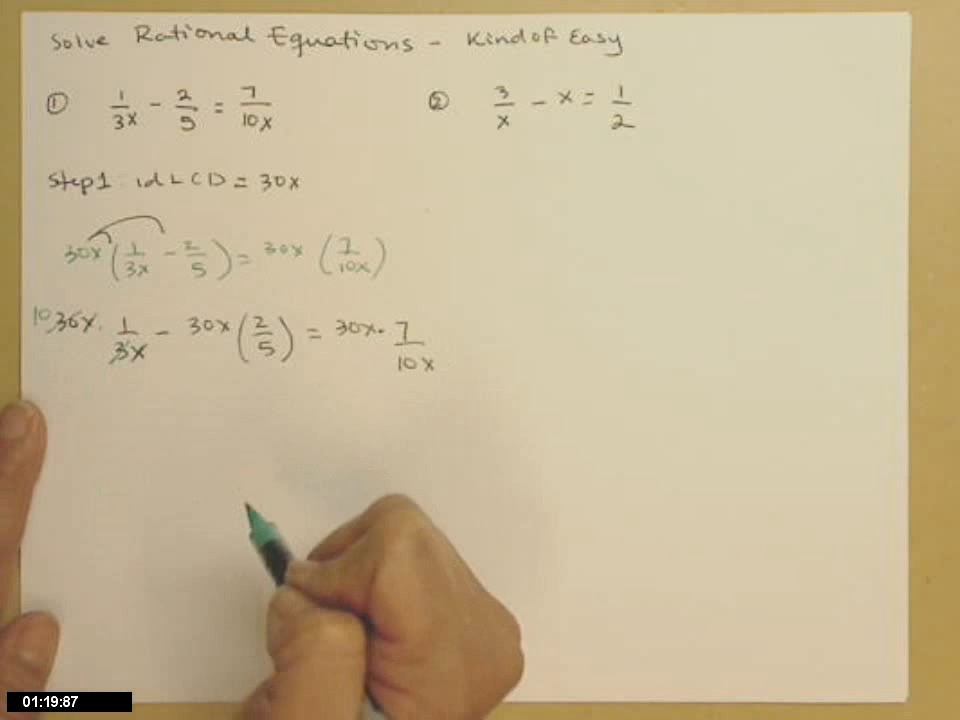 Solve Rational Equations - Kind of Easy
① 1/3x - 2/5 = 7/10x ② 3/x - x = 1/2
Step 1: id LCD = 30x
30x (1/3x - 2/5) = 30x (7/10x)
10 30x · 1/3x - 30x (2/5) = 30x · 7/10x
01:19:87